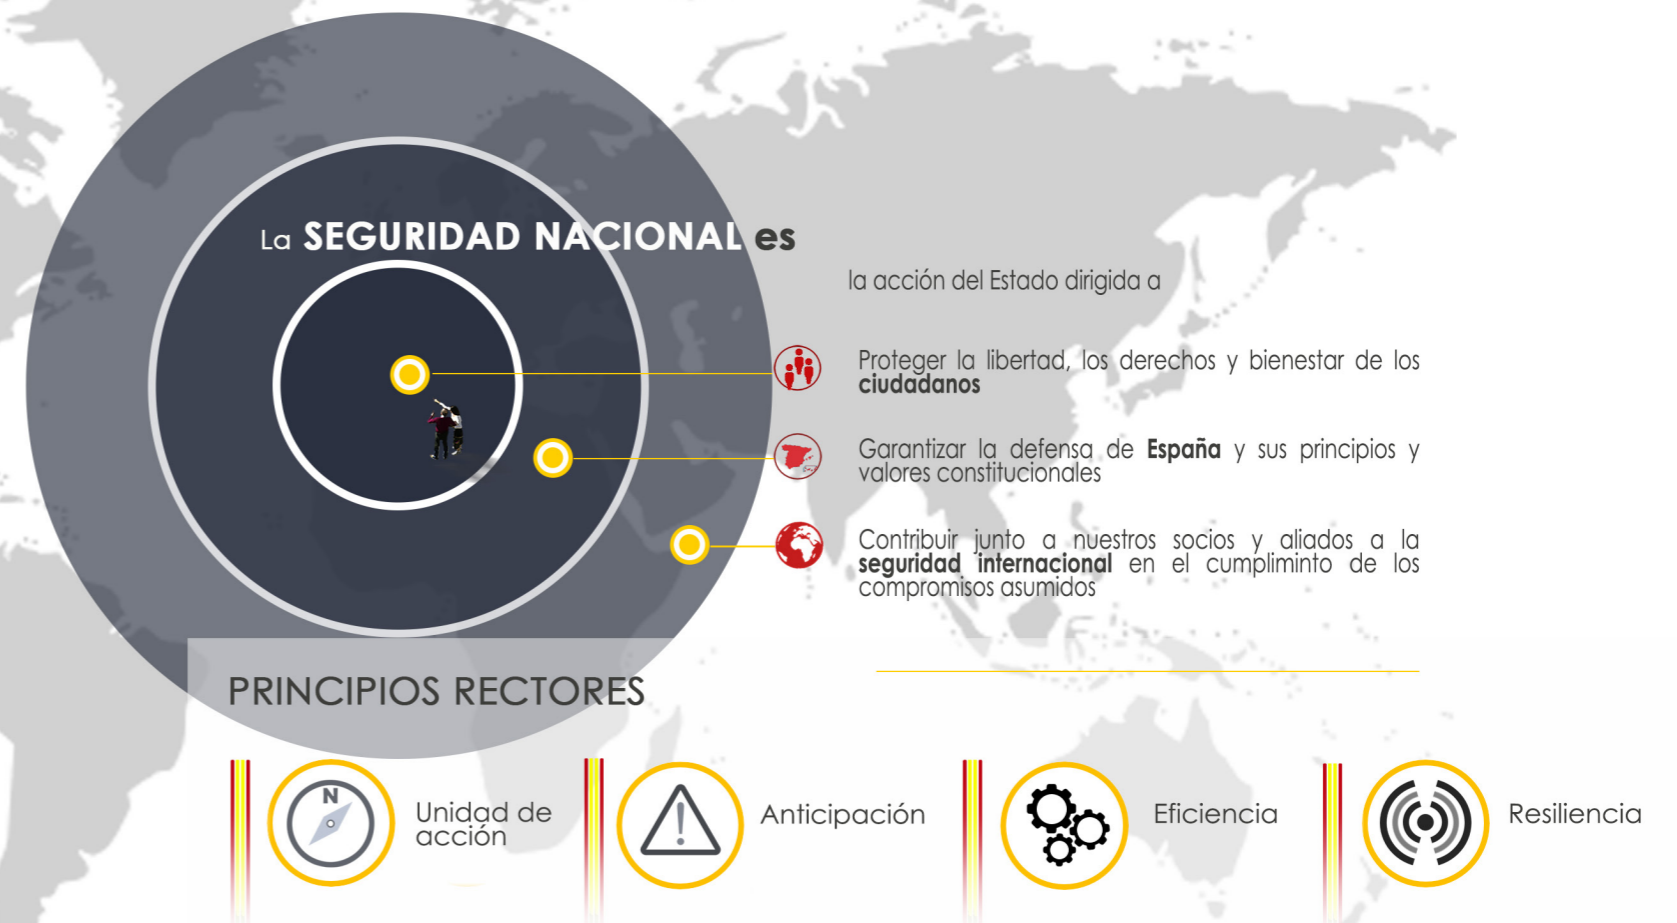 La SEGURIDAD NACIONAL es
la acción del Estado dirigida a
Proteger la libertad, los derechos y bienestar de los
ciudadanos
Garantizar la defensa de España y sus principios y
valores constitucionales
Contribuir junto a nuestros socios y aliados a la
seguridad internacional en el cumpliminto de los
compromisos asumidos
PRINCIPIOS RECTORES
N
Unidad de
acción
Anticipación
Eficiencia
Resiliencia